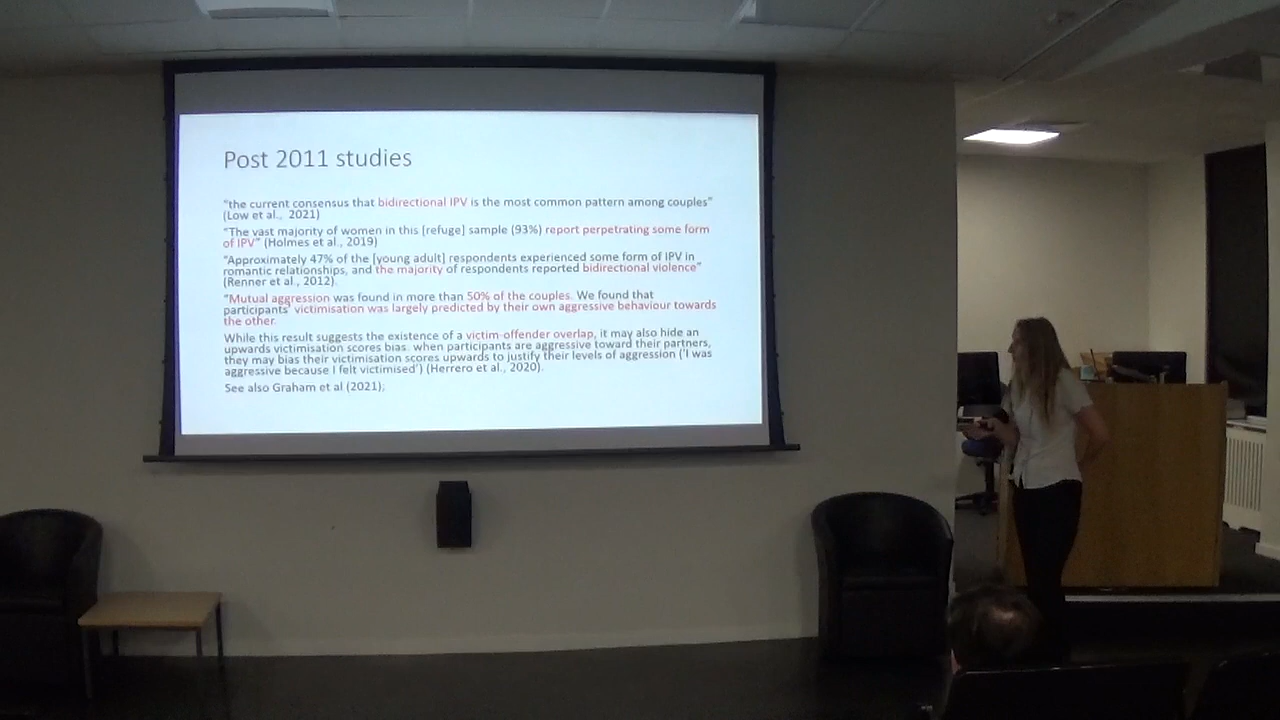 Post 2011 studies
"the current consensus that bidirectional IPV is the most common pattern among couples"
(Low et al., 2021)
"The vast majority of women in this [refuge] sample (93%) report perpetrating some form
of IPV" (Holmes et al., 2019)
"Approximately 47% of the [young adult] respondents experienced some form of IPV in
romantic relationships, and the majority of respondents reported bidirectional violence"
(Renner et al., 2012).
"Mutual aggression was found in more than 50% of the couples. We found that
participants' victimisation was largely predicted by their own aggressive behaviour towards
the other.
While this result suggests the existence of a victim-offender overlap, it may also hide an
upwards victimisation scores bias: when participants are aggressive toward their partners,
they may bias their victimisation scores upwards to justify their levels of aggression ('I was
aggressive because I felt victimised') (Herrero et al., 2020).
See also Graham et al (2021);